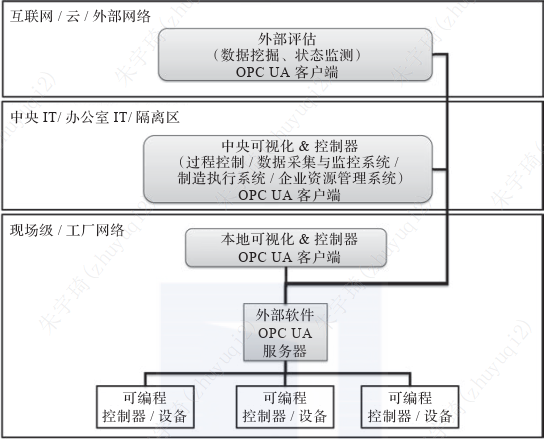 互联网 / 云 / 外部网络
外部评估
（数据挖掘、状态监测）
OPC UA 客户端
中央 IT/ 办公室 IT/ 隔离区
中央可视化 & 控制器
（过程控制 / 数据采集与监控系统 /
制造执行系统 / 企业资源管理系统）
OPC UA 客户端
现场级 / 工厂网络
本地可视化 & 控制器
OPC UA 客户端
外部软件
OPC UA
服务器
可编程
控制器 / 设备
可编程
控制器 / 设备
可编程
控制器 / 设备
朱宇琦(zhuyuqi2)